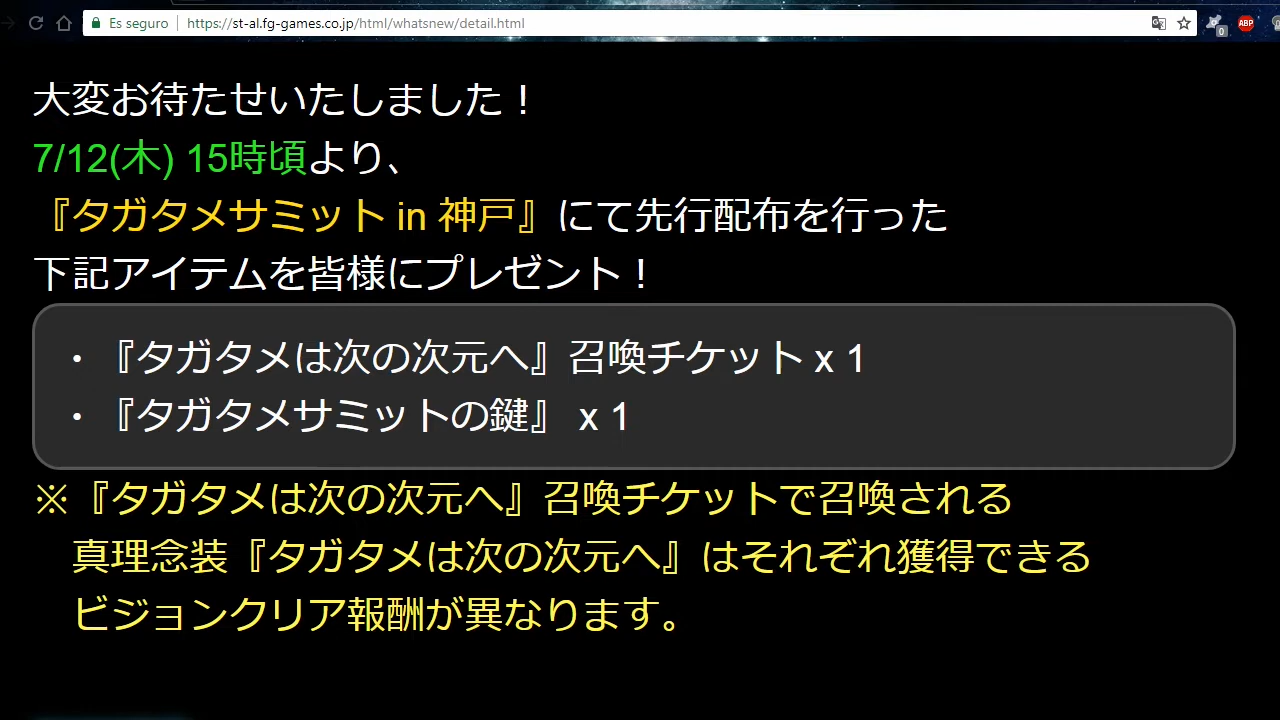 Es seguro https://st-al.fg-games.co.jp/html/whatsnew/detail.html ABP 0
大変お待たせいたしました！
7/12(木) 15時頃より、
『タガタメサミット in 神戸』にて先行配布を行った
下記アイテムを皆様にプレゼント！
・『タガタメは次の次元へ』召喚チケット x 1
・『タガタメサミットの鍵』 x 1
※『タガタメは次の次元へ』召喚チケットで召喚される
真理念装『タガタメは次の次元へ』はそれぞれ獲得できる
ビジョンクリア報酬が異なります。